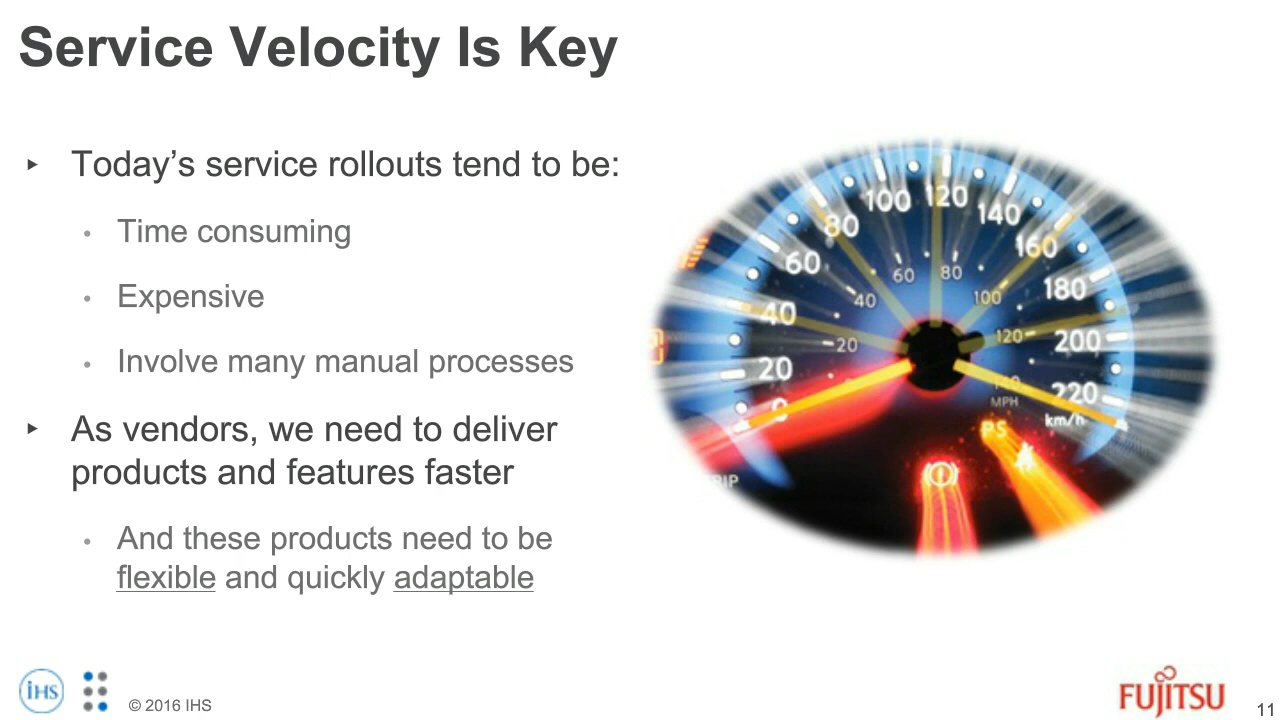 Service Velocity Is Key
▸ Today’s service rollouts tend to be:
• Time consuming
• Expensive
• Involve many manual processes
▸ As vendors, we need to deliver
products and features faster
• And these products need to be
flexible and quickly adaptable
0
20
40
60
80
100
120
140
160
180
200
220
km/h
20
40
60
80
100
120
140
MPH
PS
iHS
© 2016 IHS
FUJITSU
11